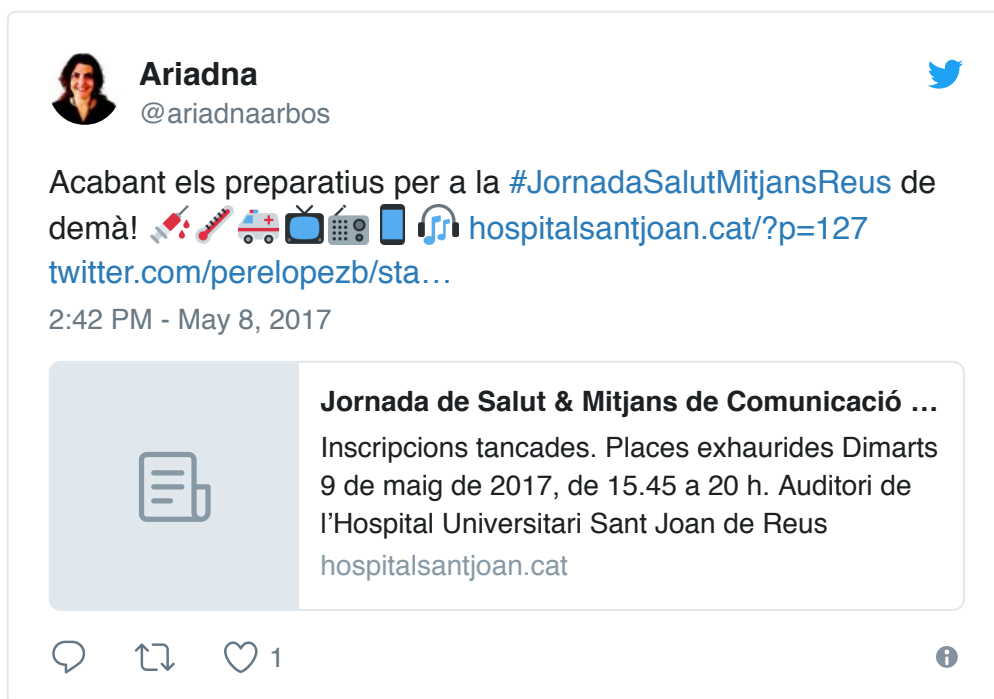 Ariadna
@ariadnaarbos
Acabant els preparatius per a la #JornadaSalutMitjansReus de
demà! 💉🌡️🚑📺📻📱🎧 hospitalsantjoan.cat/?p=127
twitter.com/perelopezb/sta…
2:42 PM - May 8, 2017
Jornada de Salut & Mitjans de Comunicació ...
Inscripcions tancades. Places exhaurides Dimarts
9 de maig de 2017, de 15.45 a 20 h. Auditori de
l’Hospital Universitari Sant Joan de Reus
hospitalsantjoan.cat
1